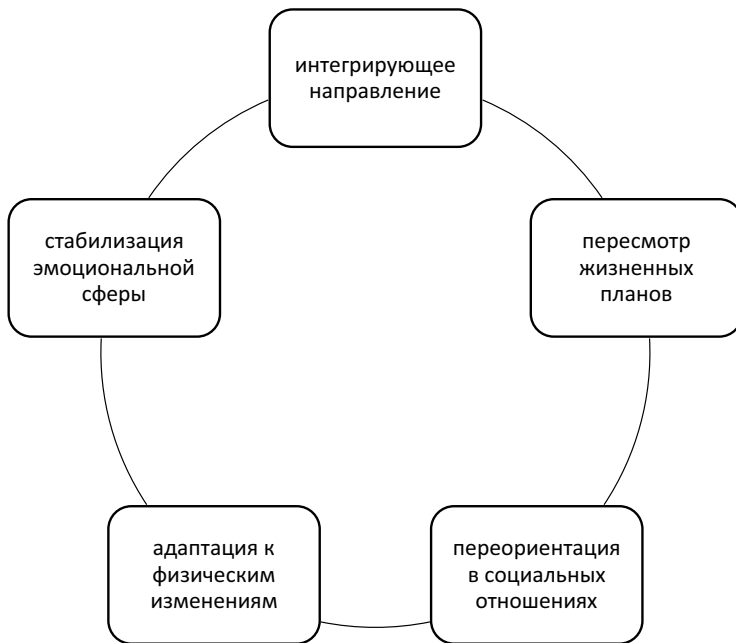 интегрирующее
направление
пересмотр
жизненных
планов
переориентация
в социальных
отношениях
адаптация к
физическим
изменениям
стабилизация
эмоциональной
сферы